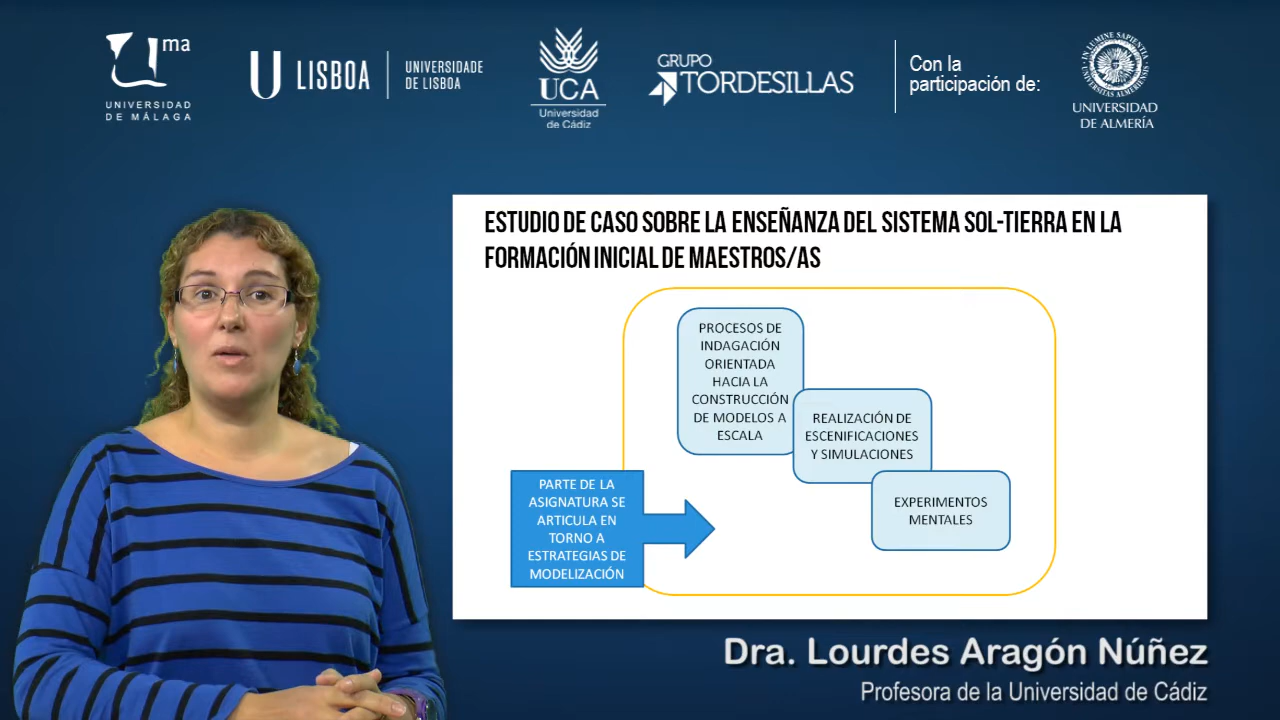 uma
UNIVERSIDAD
DE MÁLAGA
U LISBOA
UNIVERSIDADE
DE LISBOA
UCA
Universidad
de Cádiz
GRUPO
TORDESILLAS
Con la
participación de:
UNIVERSIDAD
DE ALMERÍA
ESTUDIO DE CASO SOBRE LA ENSEÑANZA DEL SISTEMA SOL-TIERRA EN LA
FORMACIÓN INICIAL DE MAESTROS/AS
PROCESOS DE
INDAGACIÓN
ORIENTADA
HACIA LA
CONSTRUCCIÓN
DE MODELOS A
ESCALA
REALIZACIÓN DE
ESCENIFICACIONES
Y SIMULACIONES
EXPERIMENTOS
MENTALES
PARTE DE LA
ASIGNATURA SE
ARTICULA EN
TORNO A
ESTRATEGIAS DE
MODELIZACIÓN
Dra. Lourdes Aragón Núñez
Profesora de la Universidad de Cádiz